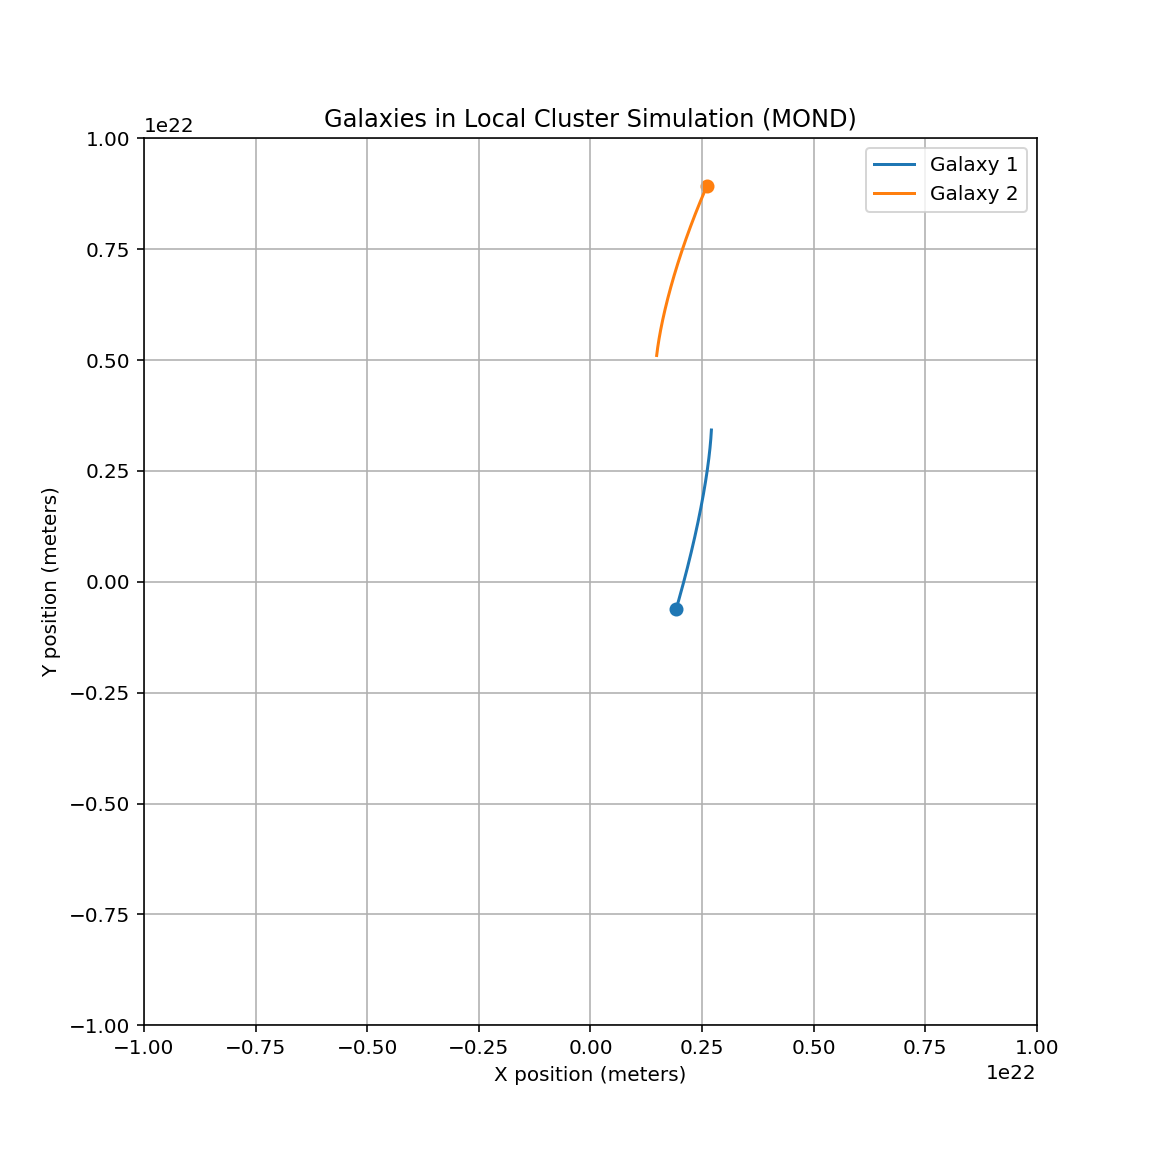 Galaxies in Local Cluster Simulation (MOND)
1e22
Galaxy 1
Galaxy 2
1.00
0.75
0.50
0.25
0.00
−0.25
−0.50
−0.75
−1.00
Y position (meters)
−1.00 −0.75 −0.50 −0.25 0.00 0.25 0.50 0.75 1.00
X position (meters)
1e22